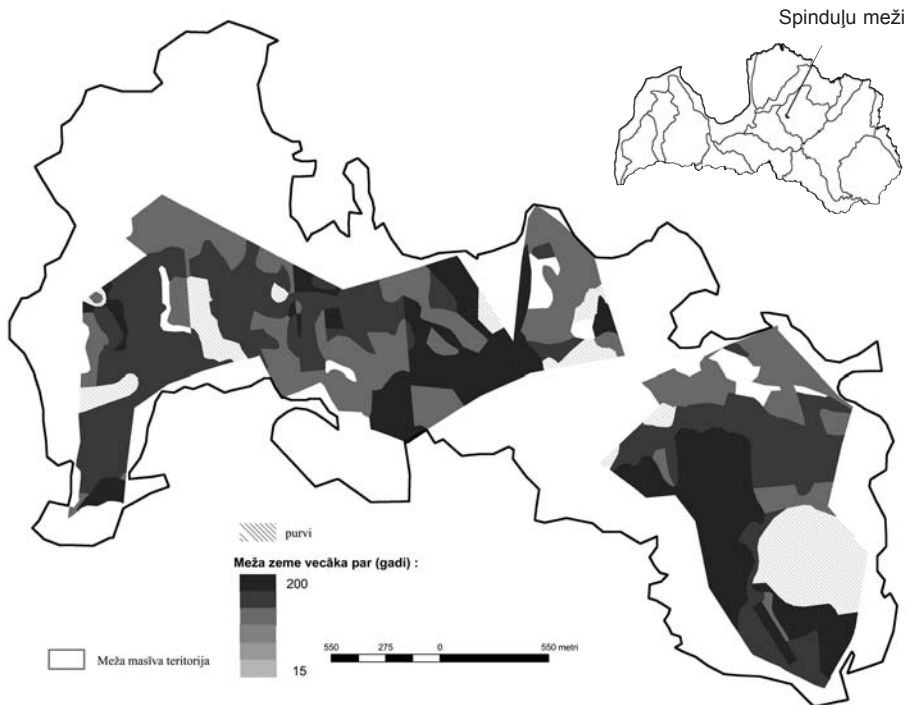 Spinduļu meži
purvi
Meža zeme vecāka par (gadi) :
200
15
Meža masīva teritorija
550 275 0 550 metri